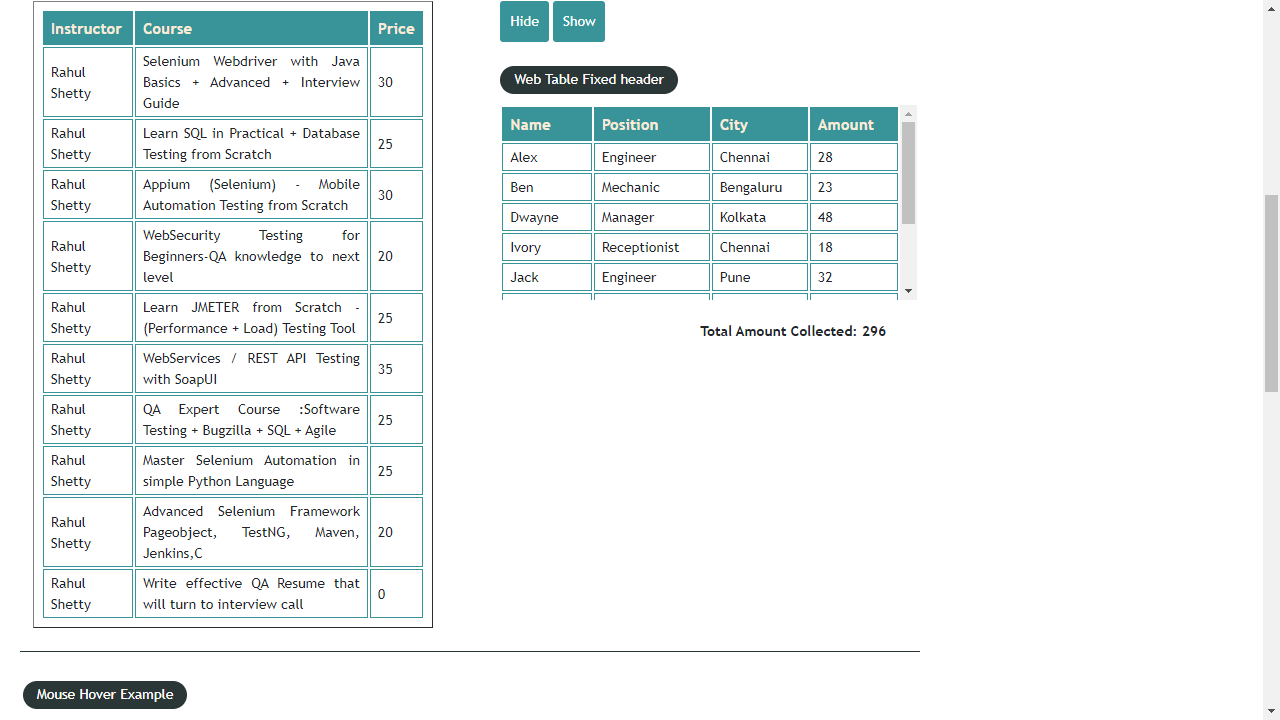 Instructor Course Price
Rahul Shetty Selenium Webdriver with Java Basics + Advanced + Interview Guide 30
Rahul Shetty Learn SQL in Practical + Database Testing from Scratch 25
Rahul Shetty Appium (Selenium) - Mobile Automation Testing from Scratch 30
Rahul Shetty WebSecurity Testing for Beginners-QA knowledge to next level 20
Rahul Shetty Learn JMETER from Scratch - (Performance + Load) Testing Tool 25
Rahul Shetty WebServices / REST API Testing with SoapUI 35
Rahul Shetty QA Expert Course :Software Testing + Bugzilla + SQL + Agile 25
Rahul Shetty Master Selenium Automation in simple Python Language 25
Rahul Shetty Advanced Selenium Framework Pageobject, TestNG, Maven, Jenkins,C 20
Rahul Shetty Write effective QA Resume that will turn to interview call 0
Hide Show
Web Table Fixed header
Name Position City Amount
Alex Engineer Chennai 28
Ben Mechanic Bengaluru 23
Dwayne Manager Kolkata 48
Ivory Receptionist Chennai 18
Jack Engineer Pune 32
Total Amount Collected: 296
Mouse Hover Example